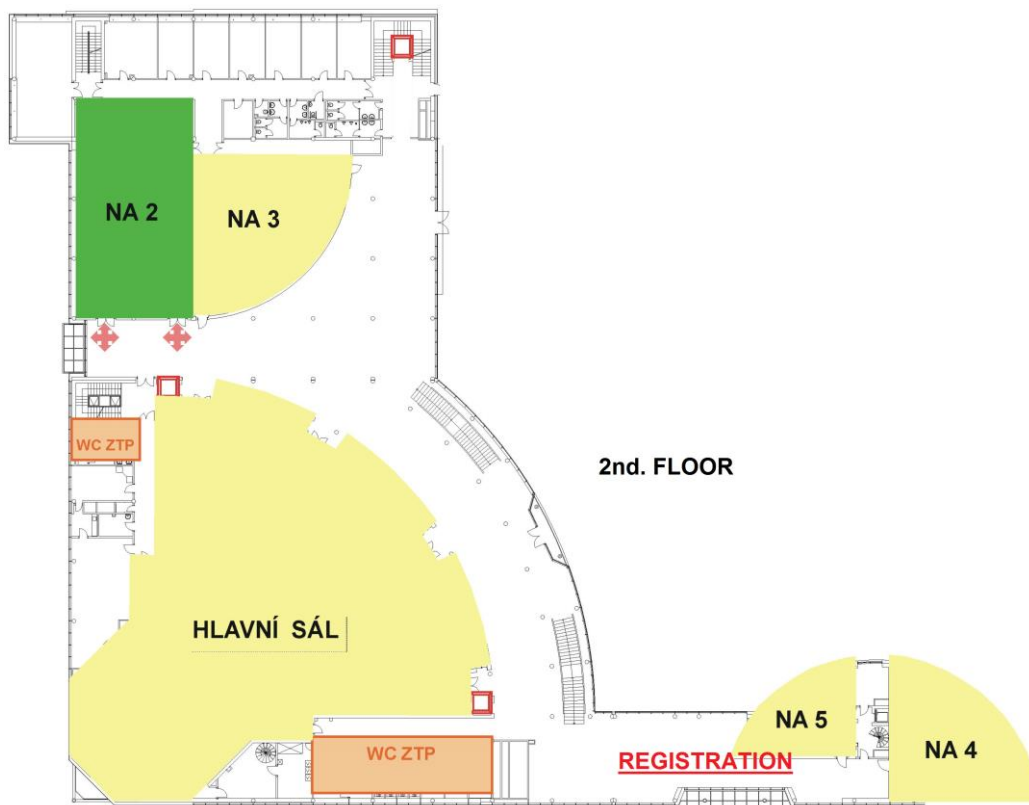 NA 2
NA 3
WC ZTP
2nd. FLOOR
HLAVNÍ SÁL
NA 5
WC ZTP
REGISTRATION
NA 4